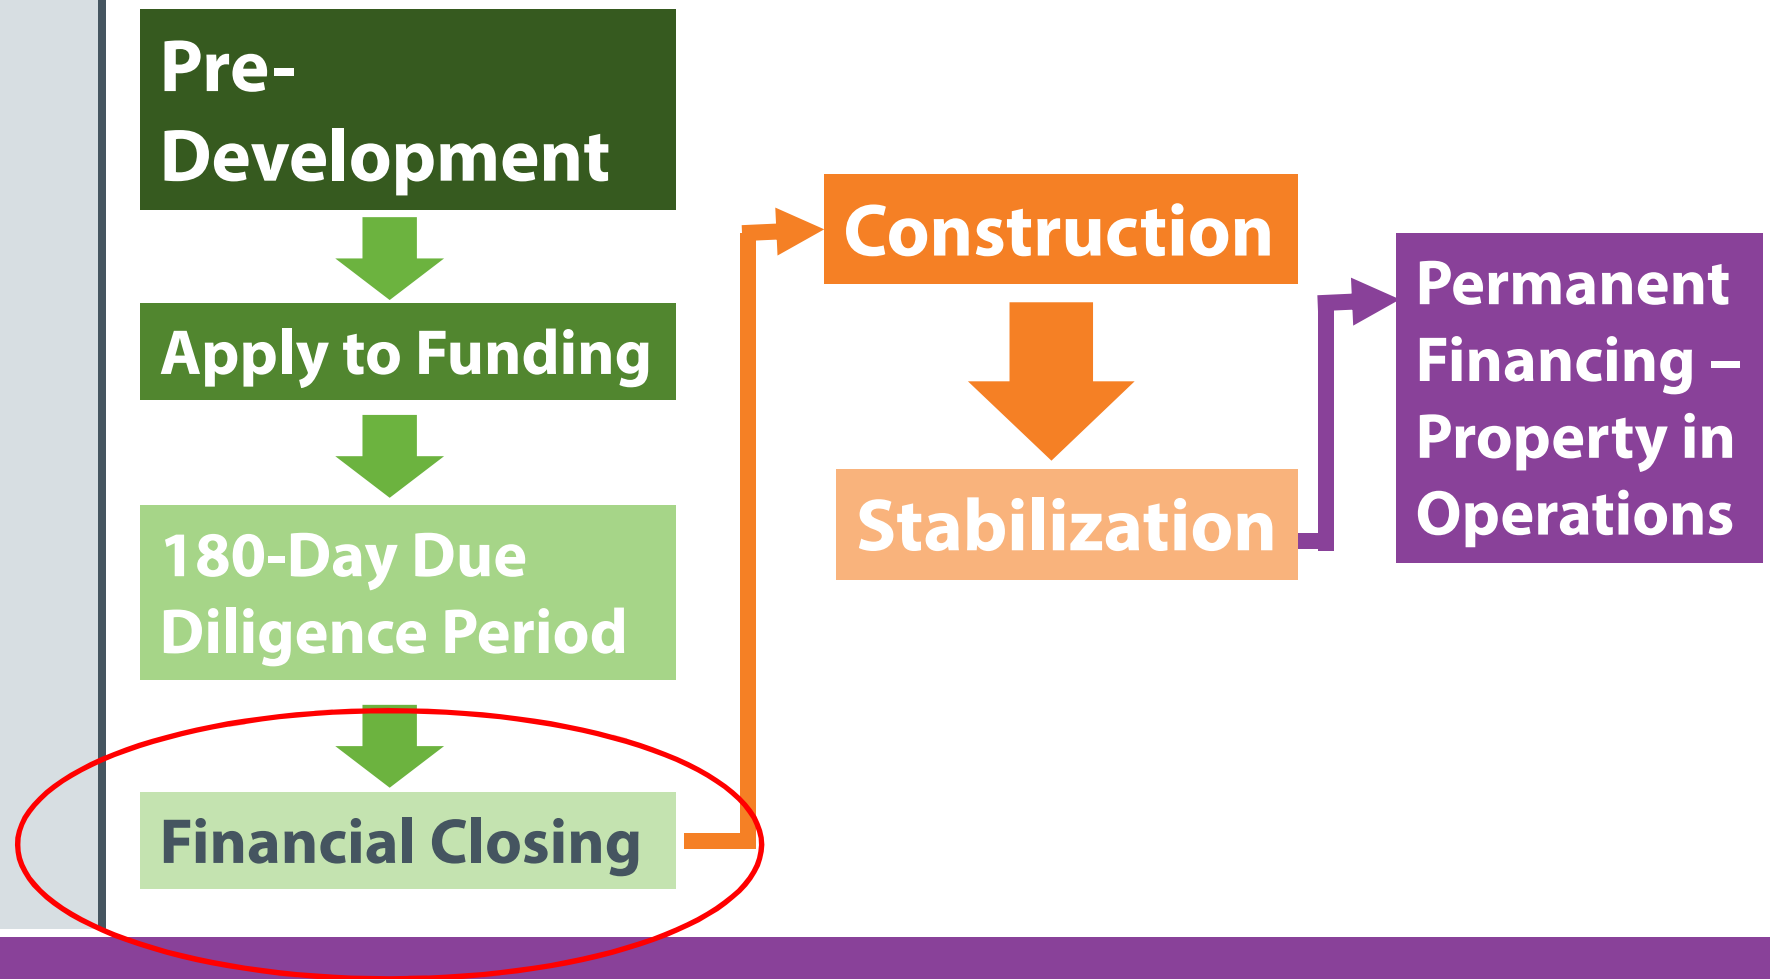 Pre-
Development
Apply to Funding
180-Day Due
Diligence Period
Financial Closing
Construction
Stabilization
Permanent
Financing –
Property in
Operations